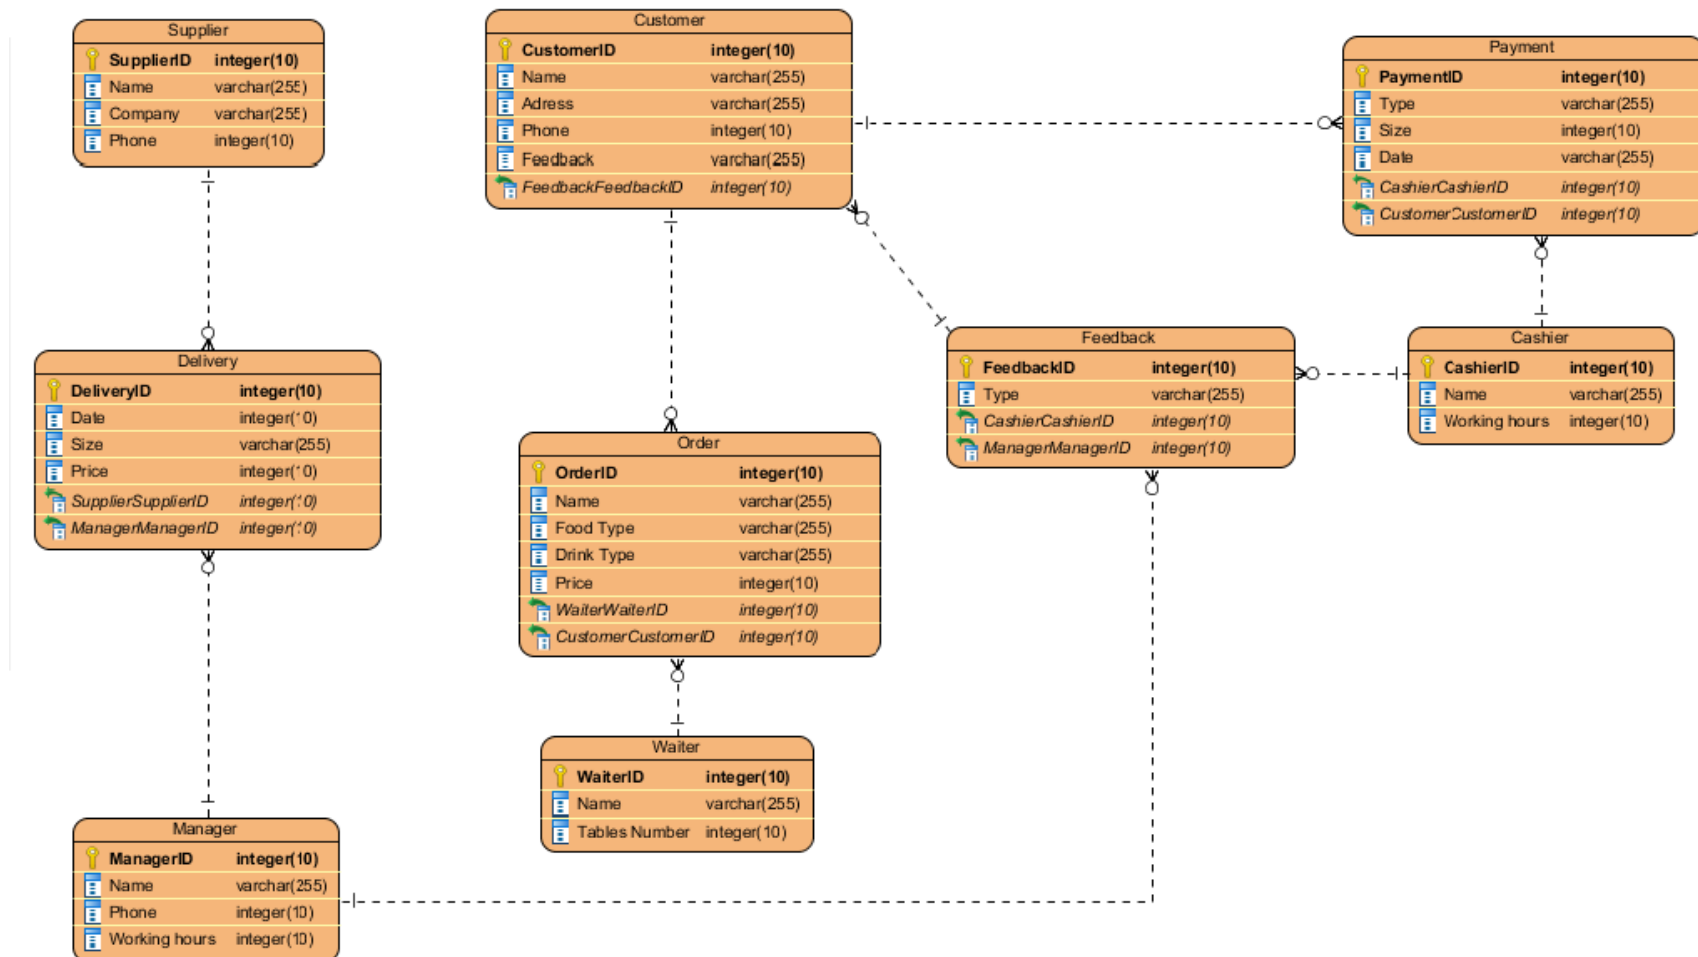 Supplier
SupplierID integer(10)
Name varchar(255)
Company varchar(255)
Phone integer(10)
Customer
CustomerID integer(10)
Name varchar(255)
Adress varchar(255)
Phone integer(10)
Feedback varchar(255)
FeedbackFeedbackID integer(10)
Payment
PaymentID integer(10)
Type varchar(255)
Size integer(10)
Date varchar(255)
CashierCashierID integer(10)
CustomerCustomerID integer(10)
Delivery
DeliveryID integer(10)
Date integer(10)
Size varchar(255)
Price integer(10)
SupplierSupplierID integer(10)
ManagerManagerID integer(10)
Feedback
FeedbackID integer(10)
Type varchar(255)
CashierCashierID integer(10)
ManagerManagerID integer(10)
Cashier
CashierID integer(10)
Name varchar(255)
Working hours integer(10)
Order
OrderID integer(10)
Name varchar(255)
Food Type varchar(255)
Drink Type varchar(255)
Price integer(10)
WaiterWaiterID integer(10)
CustomerCustomerID integer(10)
Waiter
WaiterID integer(10)
Name varchar(255)
Tables Number integer(10)
Manager
ManagerID integer(10)
Name varchar(255)
Phone integer(10)
Working hours integer(10)